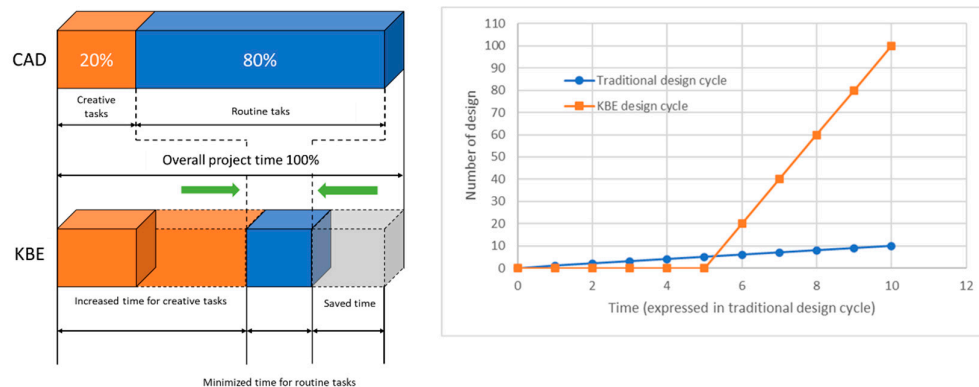 CAD
20%
80%
Creative
tasks
Routine taks
Overall project time 100%
KBE
Increased time for creative tasks
Saved time
Minimized time for routine tasks
110
100
90
80
70
60
50
40
30
20
10
0
Number of design
Traditional design cycle
KBE design cycle
0
2
4
6
8
10
12
Time (expressed in traditional design cycle)